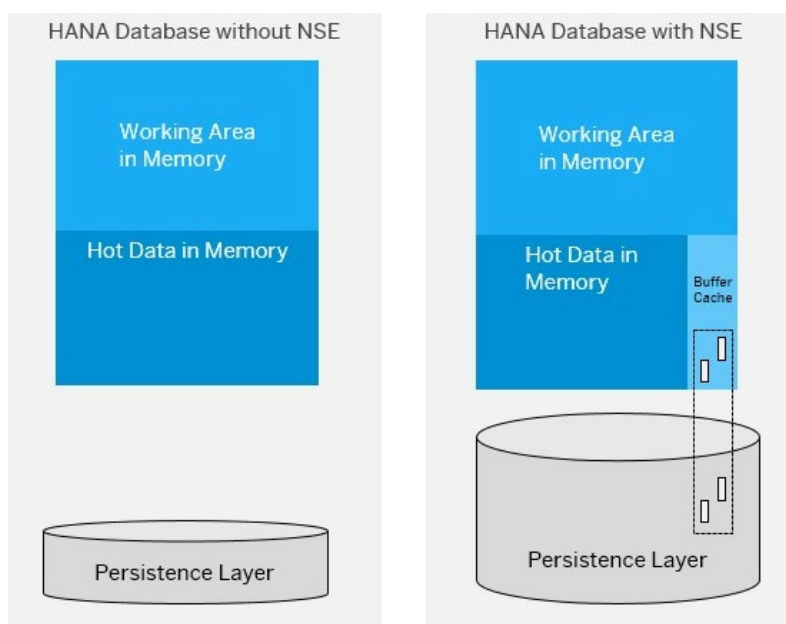 HANA Database without NSE
Working Area
in Memory
Hot Data in Memory
Persistence Layer
HANA Database with NSE
Working Area
in Memory
Hot Data in
Memory
Buffer
Cache
Persistence Layer